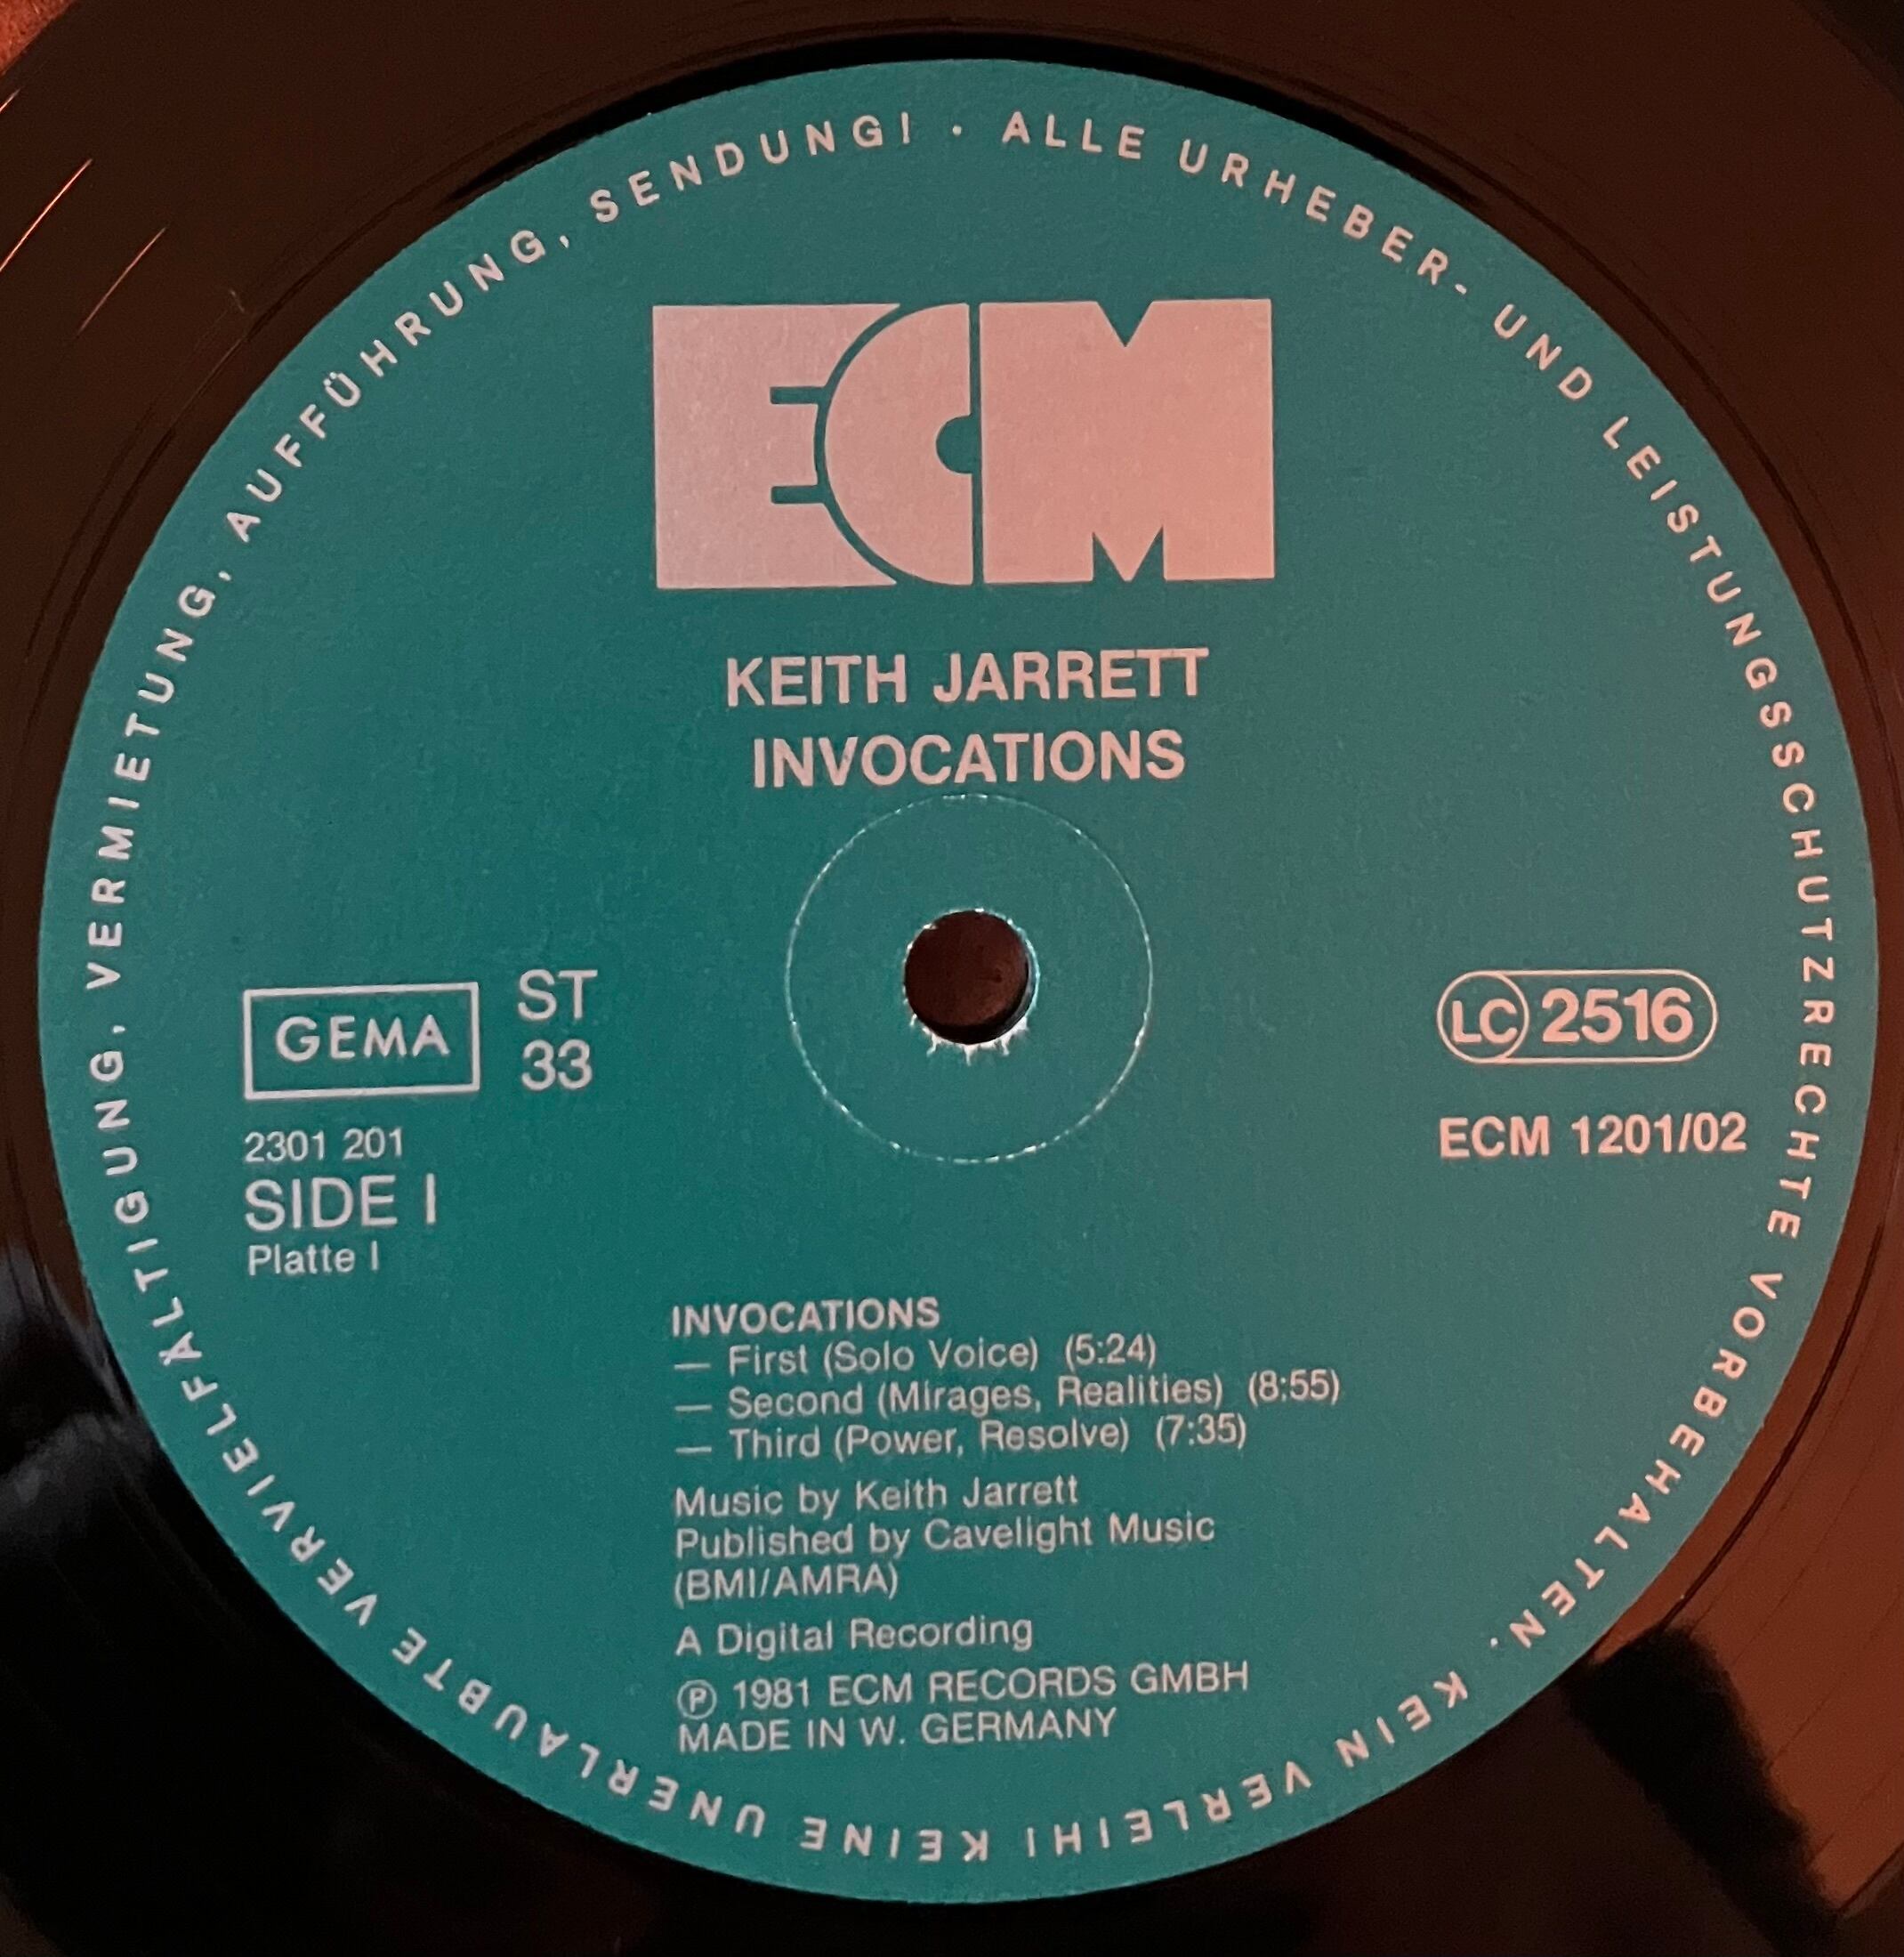 ALLE URHEBER- UND LEISTUNGSSCHUTZRECHTE VORBEHALTEN. KEIN VERLEIH! KEINE UNERLAUBTE VERVIELFÄLTIGUNG, VERMIETUNG, AUFFÜHRUNG, SENDUNG! ·
ECM
KEITH JARRETT
INVOCATIONS
GEMA
ST
33
2301 201
SIDE I
Platte I
LC 2516
ECM 1201/02
INVOCATIONS
— First (Solo Voice) (5:24)
— Second (Mirages, Realities) (8:55)
— Third (Power, Resolve) (7:35)
Music by Keith Jarrett
Published by Cavelight Music
(BMI/AMRA)
A Digital Recording
℗ 1981 ECM RECORDS GMBH
MADE IN W. GERMANY